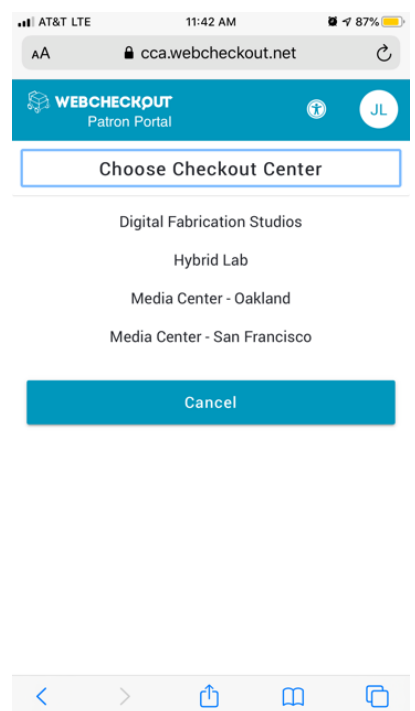 AT&T LTE 11:42 AM 87%
AA cca.webcheckout.net
WEBCHECKOUT
Patron Portal
JL
Choose Checkout Center
Digital Fabrication Studios
Hybrid Lab
Media Center - Oakland
Media Center - San Francisco
Cancel